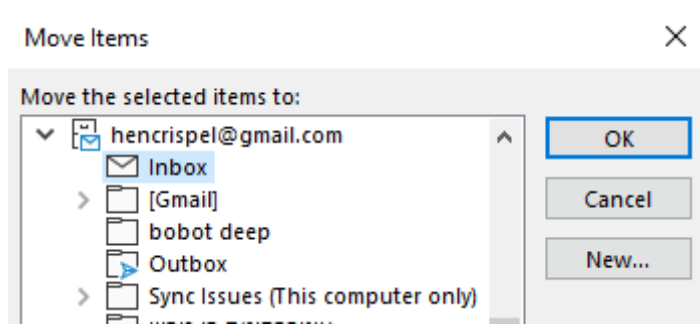 Move Items
Move the selected items to:
hencrispel@gmail.com
OK
Inbox
[Gmail]
Cancel
bobot deep
Outbox
New...
Sync Issues (This computer only)